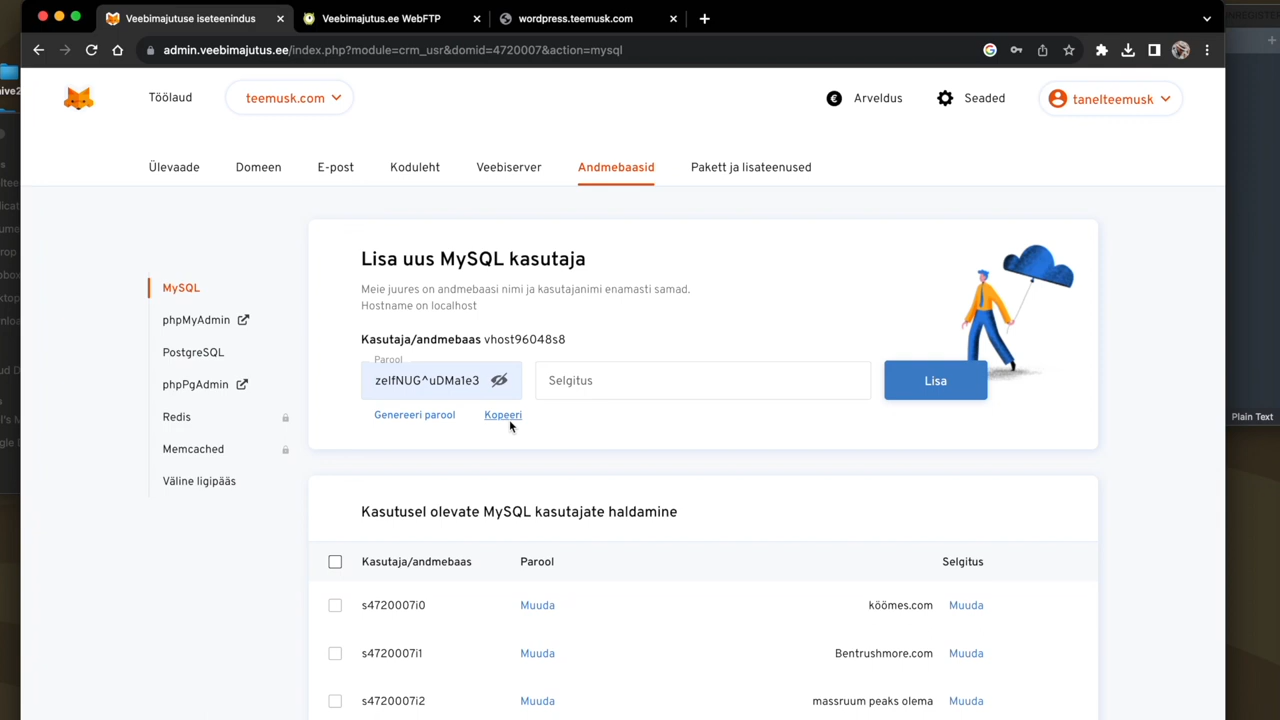 Veebimajutuse iseteenindus
Veebimajutus.ee WebFTP
wordpress.teemusk.com
admin.veebimajutus.ee/index.php?module=crm_usr&domid=4720007&action=mysql
Töölaud
teemusk.com
Arveldus
Seaded
tanelteemusk
Ülevaade
Domeen
E-post
Koduleht
Veebiserver
Andmebaasid
Pakett ja lisateenused
MySQL
phpMyAdmin
PostgreSQL
phpPgAdmin
Redis
Memcached
Väline ligipääs
Lisa uus MySQL kasutaja
Meie juures on andmebaasi nimi ja kasutajanimi enamasti samad.
Hostname on localhost
Kasutaja/andmebaas vhost96048s8
Parool
zeIfNUG^uDMa1e3
Selgitus
Lisa
Genereeri parool
Kopeeri
Kasutusel olevate MySQL kasutajate haldamine
Kasutaja/andmebaas Parool Selgitus
s4720007i0 Muuda köömes.com Muuda
s4720007i1 Muuda Bentrushmore.com Muuda
s4720007i2 Muuda massruum peaks olema Muuda
Plain Text